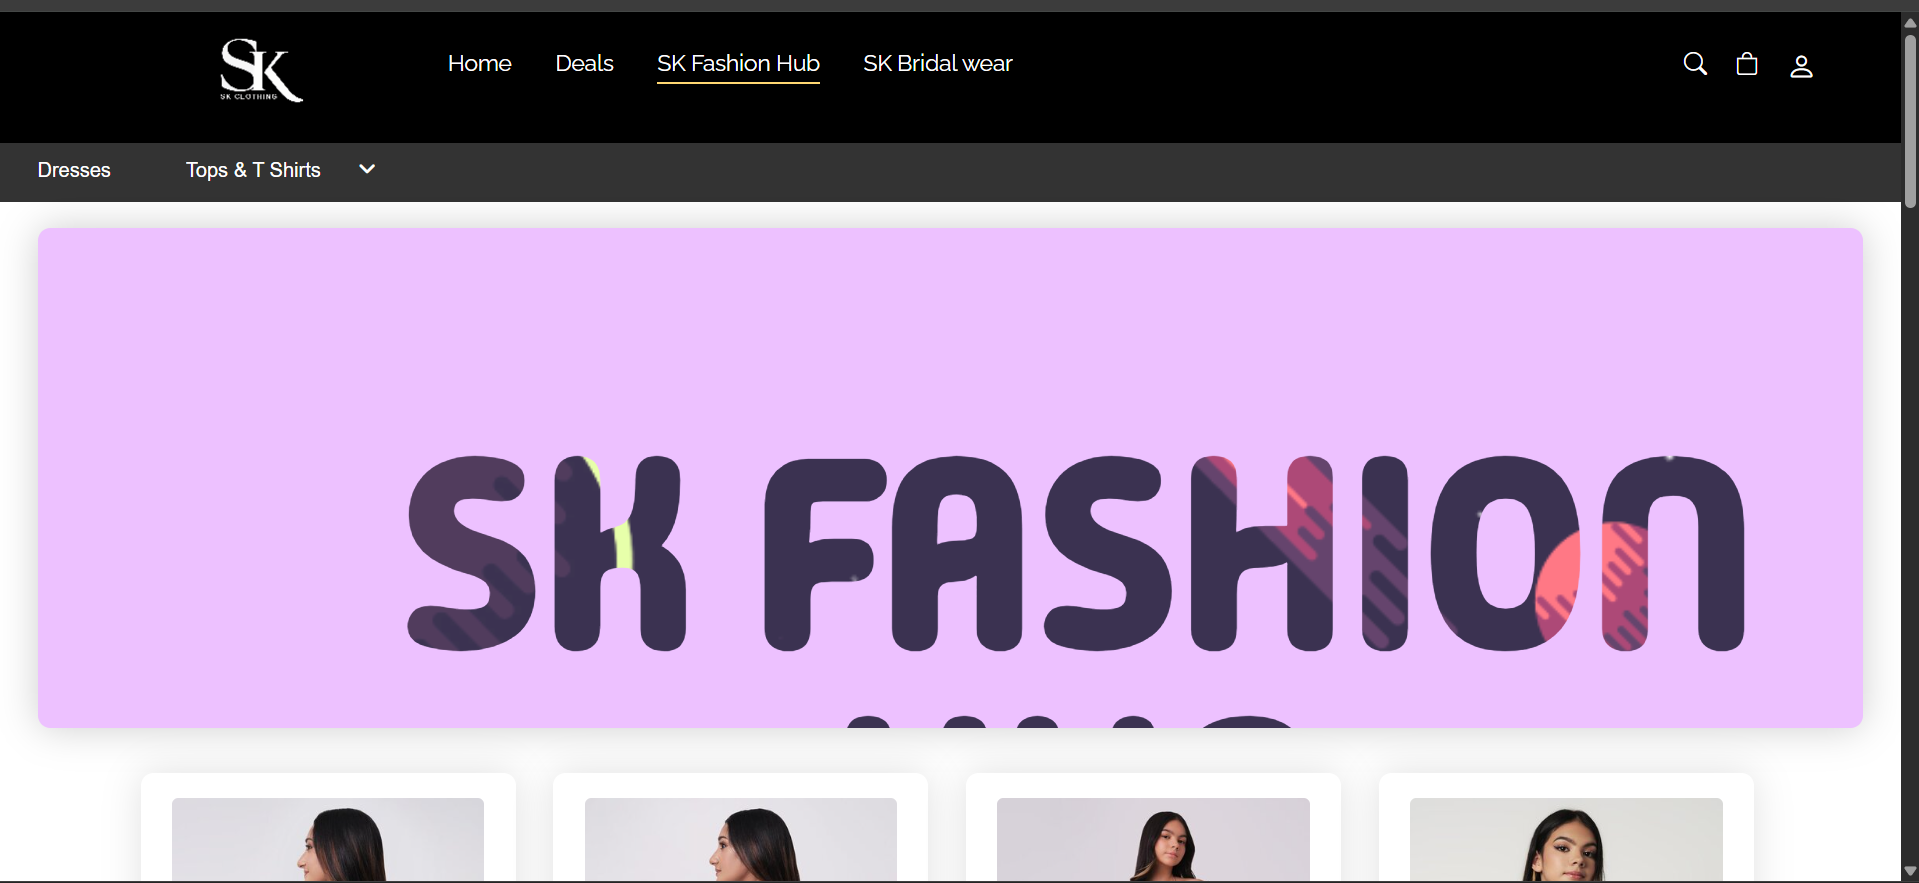 SK
SK CLOTHING
Home
Deals
SK Fashion Hub
SK Bridal wear
Dresses
Tops & T Shirts
SK FASHION